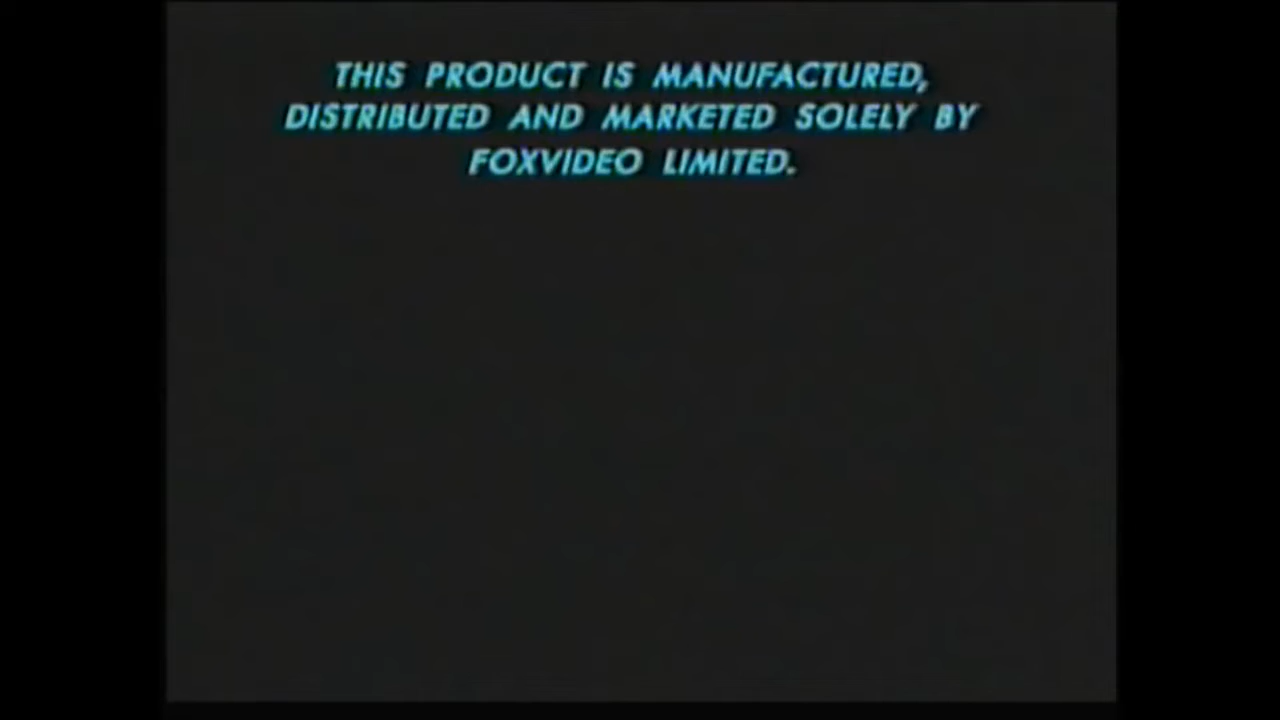 THIS PRODUCT IS MANUFACTURED,
DISTRIBUTED AND MARKETED SOLELY BY
FOXVIDEO LIMITED.